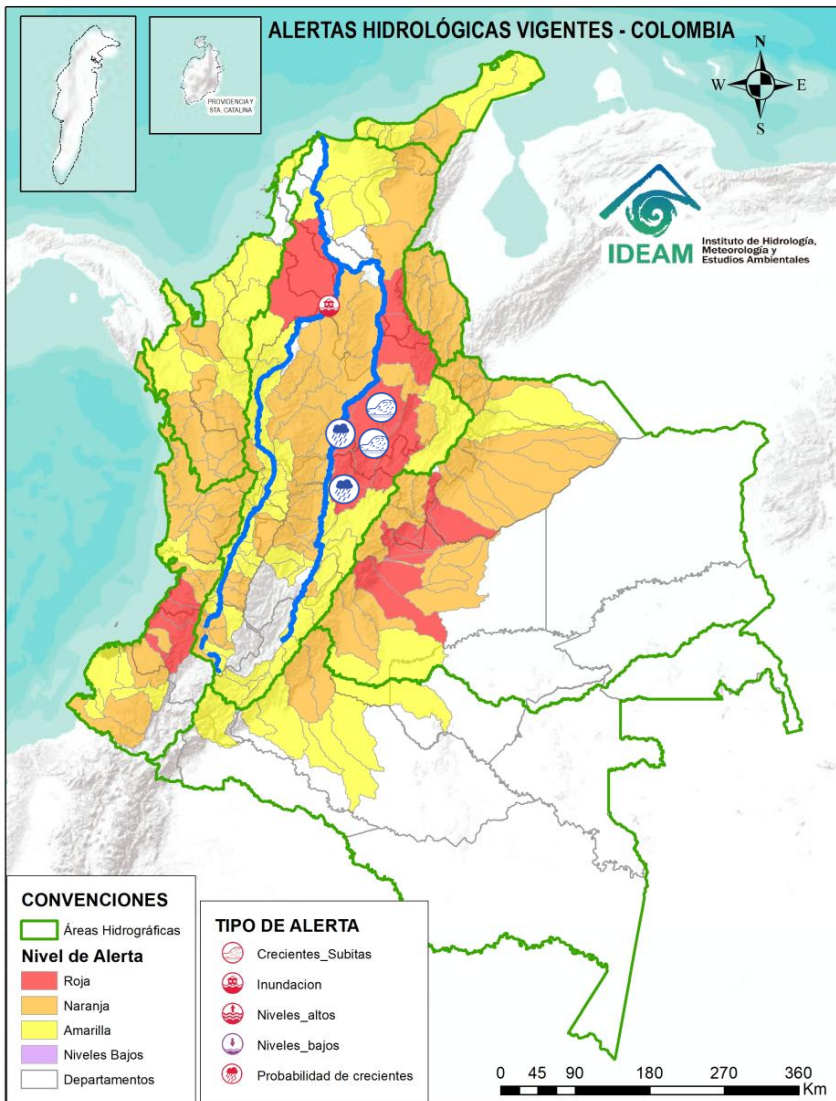 ALERTAS HIDROLÓGICAS VIGENTES - COLOMBIA
PROVIDENCIA Y
STA. CATALINA
N
W
E
S
IDEAM
Instituto de Hidrología,
Meteorología y
Estudios Ambientales
CONVENCIONES
Áreas Hidrográficas
Nivel de Alerta
Roja
Naranja
Amarilla
Niveles Bajos
Departamentos
TIPO DE ALERTA
Crecientes_Subitas
Inundacion
Niveles_altos
Niveles_bajos
Probabilidad de crecientes
0 45 90 180 270 360
Km